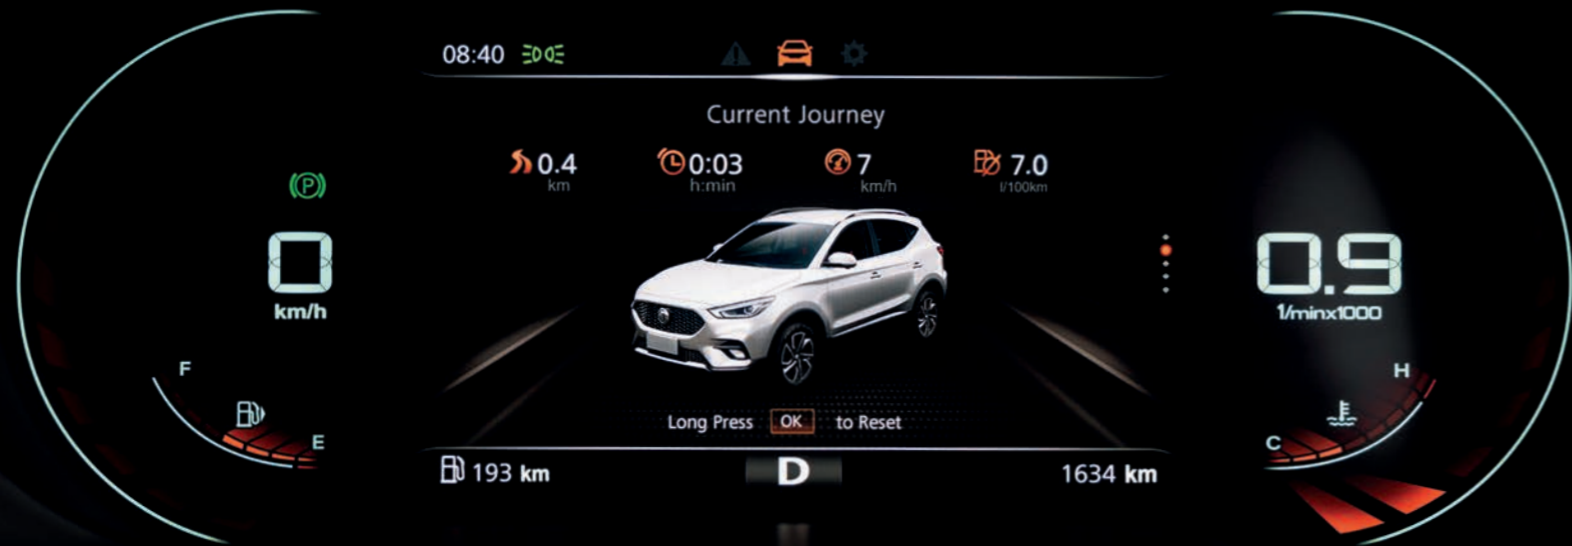 08:40
Current Journey
0.4 0:03 7 7.0
km h:min km/h l/100km
P
0
km/h
0.9
1/minx1000
F
E
H
C
Long Press OK to Reset
193 km D 1634 km